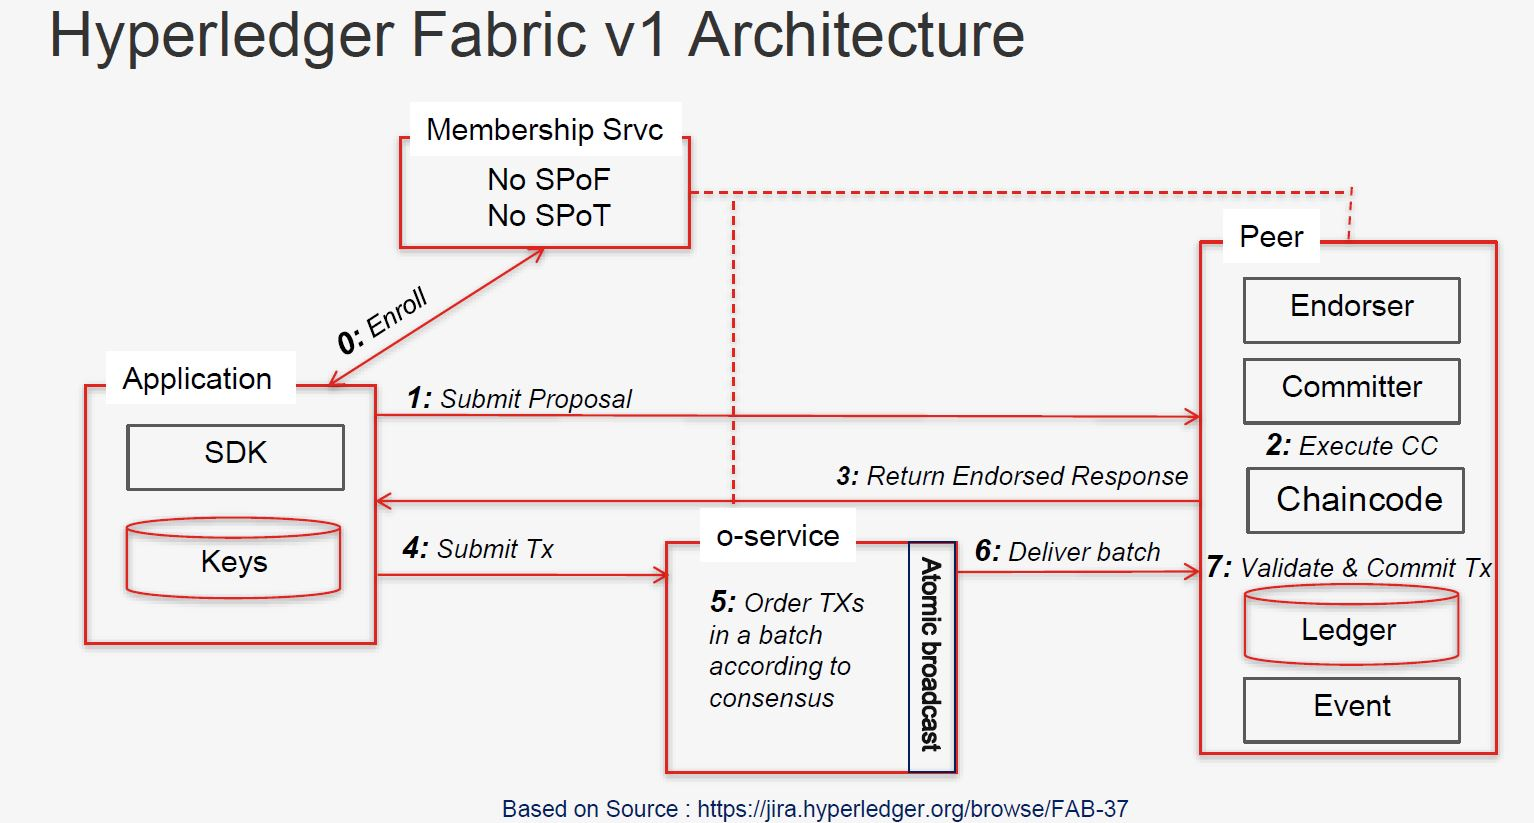 Hyperledger Fabric v1 Architecture
Membership Srvc
No SPoF
No SPoT
Peer
Endorser
0: Enroll
Application
Committer
1: Submit Proposal
2: Execute CC
SDK
3: Return Endorsed Response
Chaincode
o-service
4: Submit Tx
6: Deliver batch
Keys
7: Validate & Commit Tx
5: Order TXs
in a batch
according to
consensus
Atomic broadcast
Ledger
Event
Based on Source : https://jira.hyperledger.org/browse/FAB-37